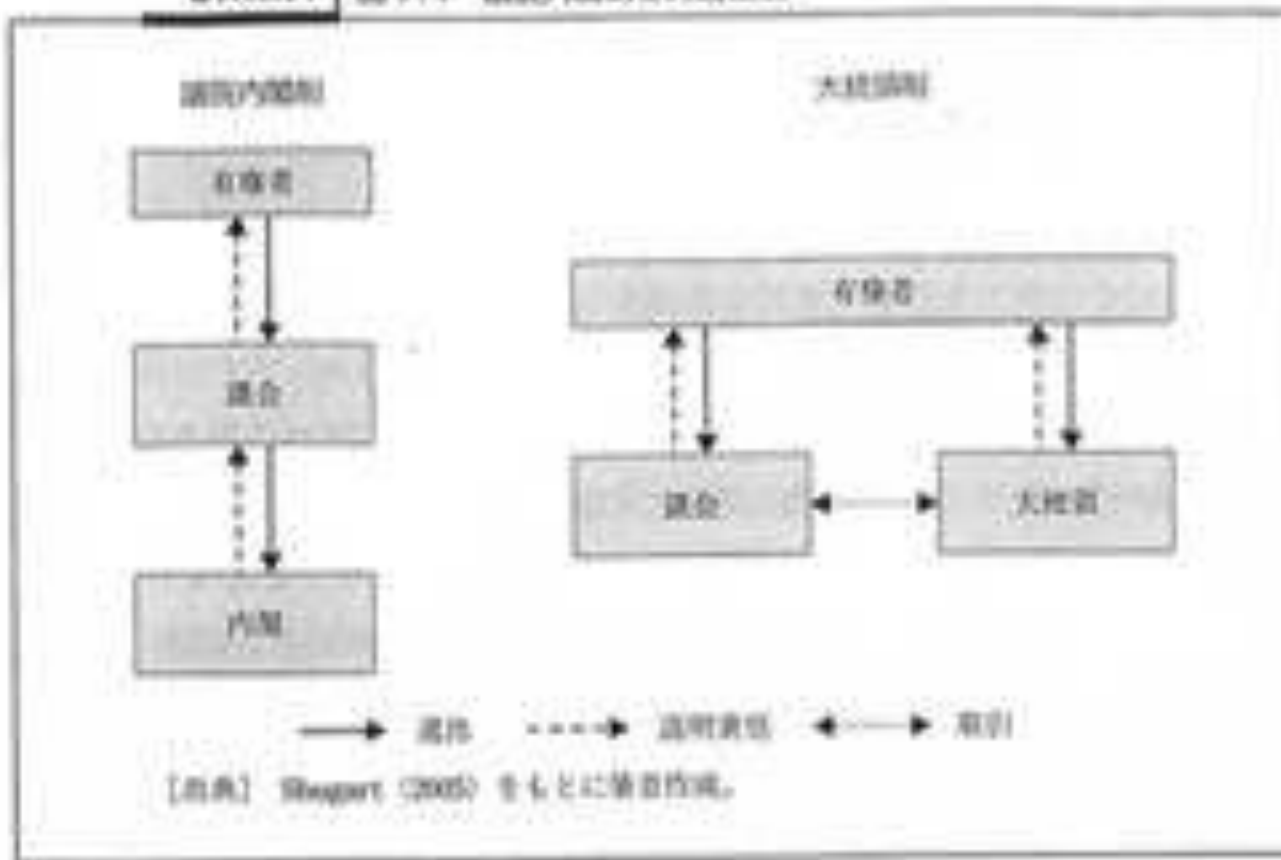 議院内閣制
大統領制
有権者
有権者
議会
議会
大統領
内閣
選出 説明責任 取引
[出典] Shugart (2005) をもとに筆者作成。